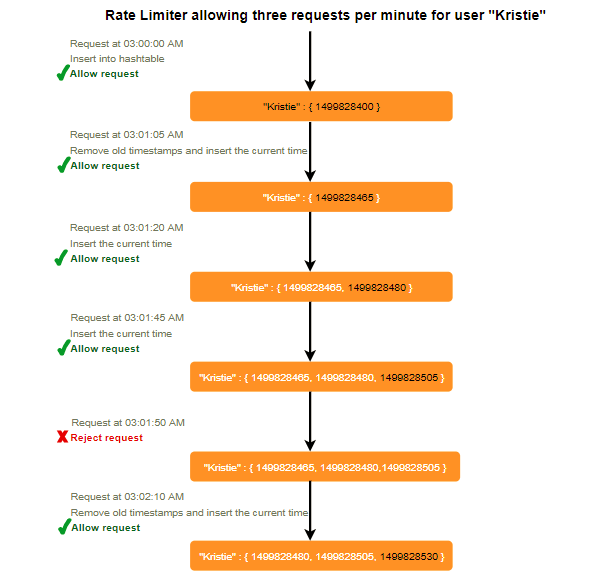 Rate Limiter allowing three requests per minute for user "Kristie"
Request at 03:00:00 AM
Insert into hashtable
Allow request
"Kristie" : { 1499828400 }
Request at 03:01:05 AM
Remove old timestamps and insert the current time
Allow request
"Kristie" : { 1499828465 }
Request at 03:01:20 AM
Insert the current time
Allow request
"Kristie" : { 1499828465, 1499828480 }
Request at 03:01:45 AM
Insert the current time
Allow request
"Kristie" : { 1499828465, 1499828480, 1499828505 }
Request at 03:01:50 AM
Reject request
"Kristie" : { 1499828465, 1499828480,1499828505 }
Request at 03:02:10 AM
Remove old timestamps and insert the current time
Allow request
"Kristie" : { 1499828480, 1499828505, 1499828530 }